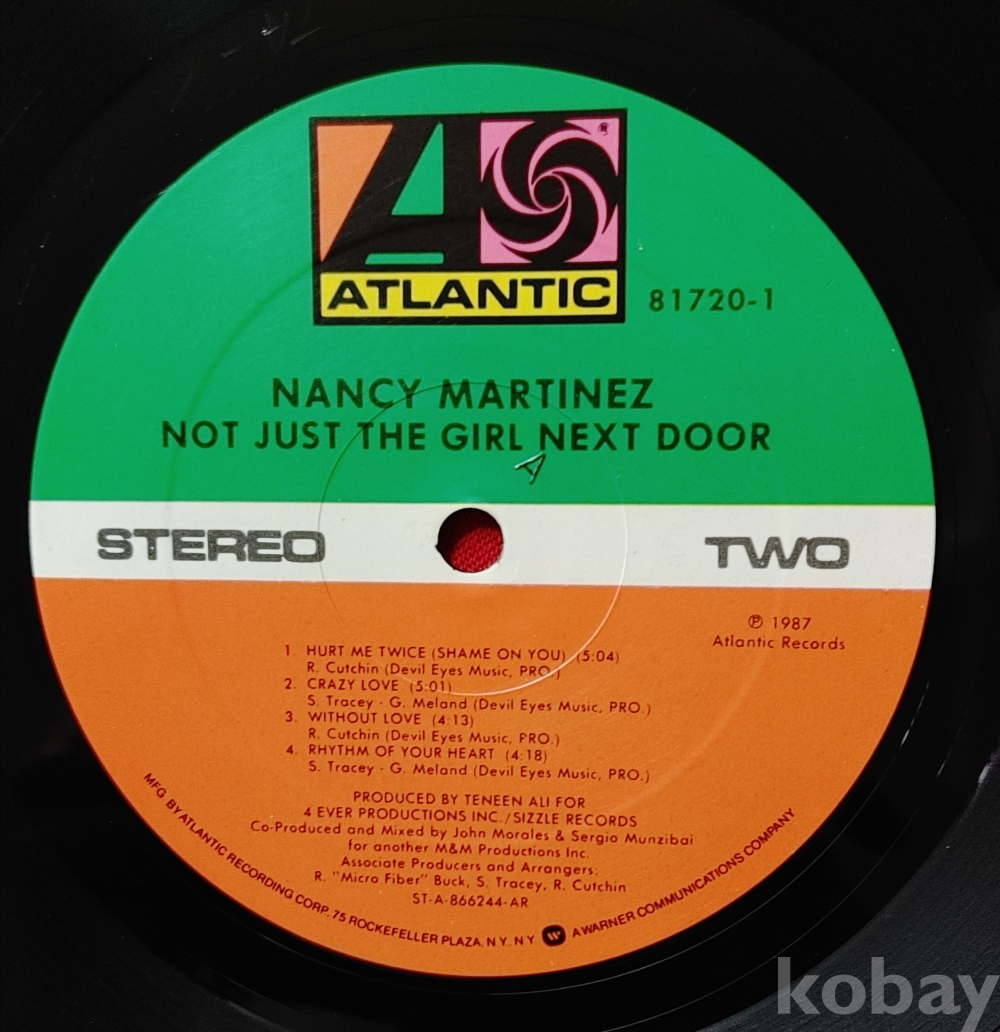 ATLANTIC
®
81720-1
NANCY MARTINEZ
NOT JUST THE GIRL NEXT DOOR
A
STEREO
TWO
℗ 1987
Atlantic Records
1. HURT ME TWICE (SHAME ON YOU) (5:04)
R. Cutchin (Devil Eyes Music, PRO.)
2. CRAZY LOVE (5:01)
S. Tracey - G. Meland (Devil Eyes Music, PRO.)
3. WITHOUT LOVE (4:13)
R. Cutchin (Devil Eyes Music, PRO.)
4. RHYTHM OF YOUR HEART (4:18)
S. Tracey - G. Meland (Devil Eyes Music, PRO.)
PRODUCED BY TENEEN ALI FOR
4 EVER PRODUCTIONS INC./SIZZLE RECORDS
Co-Produced and Mixed by John Morales & Sergio Munzibai
for another M&M Productions Inc.
Associate Producers and Arrangers:
R. "Micro Fiber" Buck, S. Tracey, R. Cutchin
ST-A-866244-AR
MFG. BY ATLANTIC RECORDING CORP. 75 ROCKEFELLER PLAZA, N.Y. N.Y. A WARNER COMMUNICATIONS COMPANY
kobay